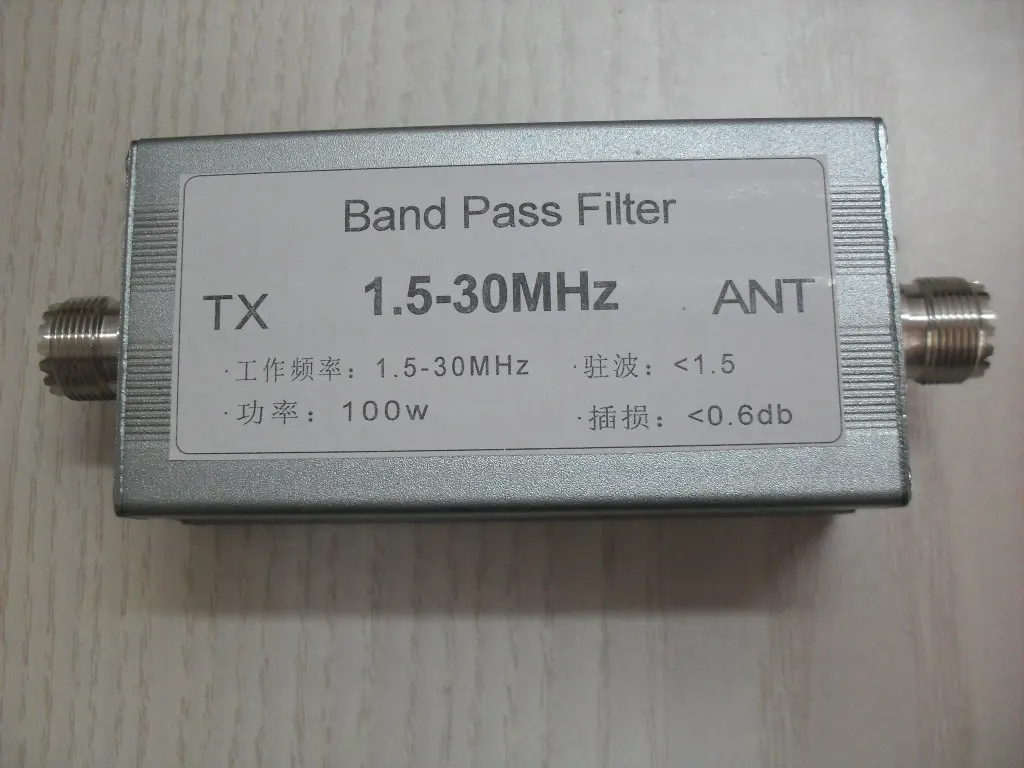 Band Pass Filter
TX 1.5-30MHz ANT
·工作频率：1.5-30MHz ·驻波：<1.5
·功率：100w ·插损：<0.6db